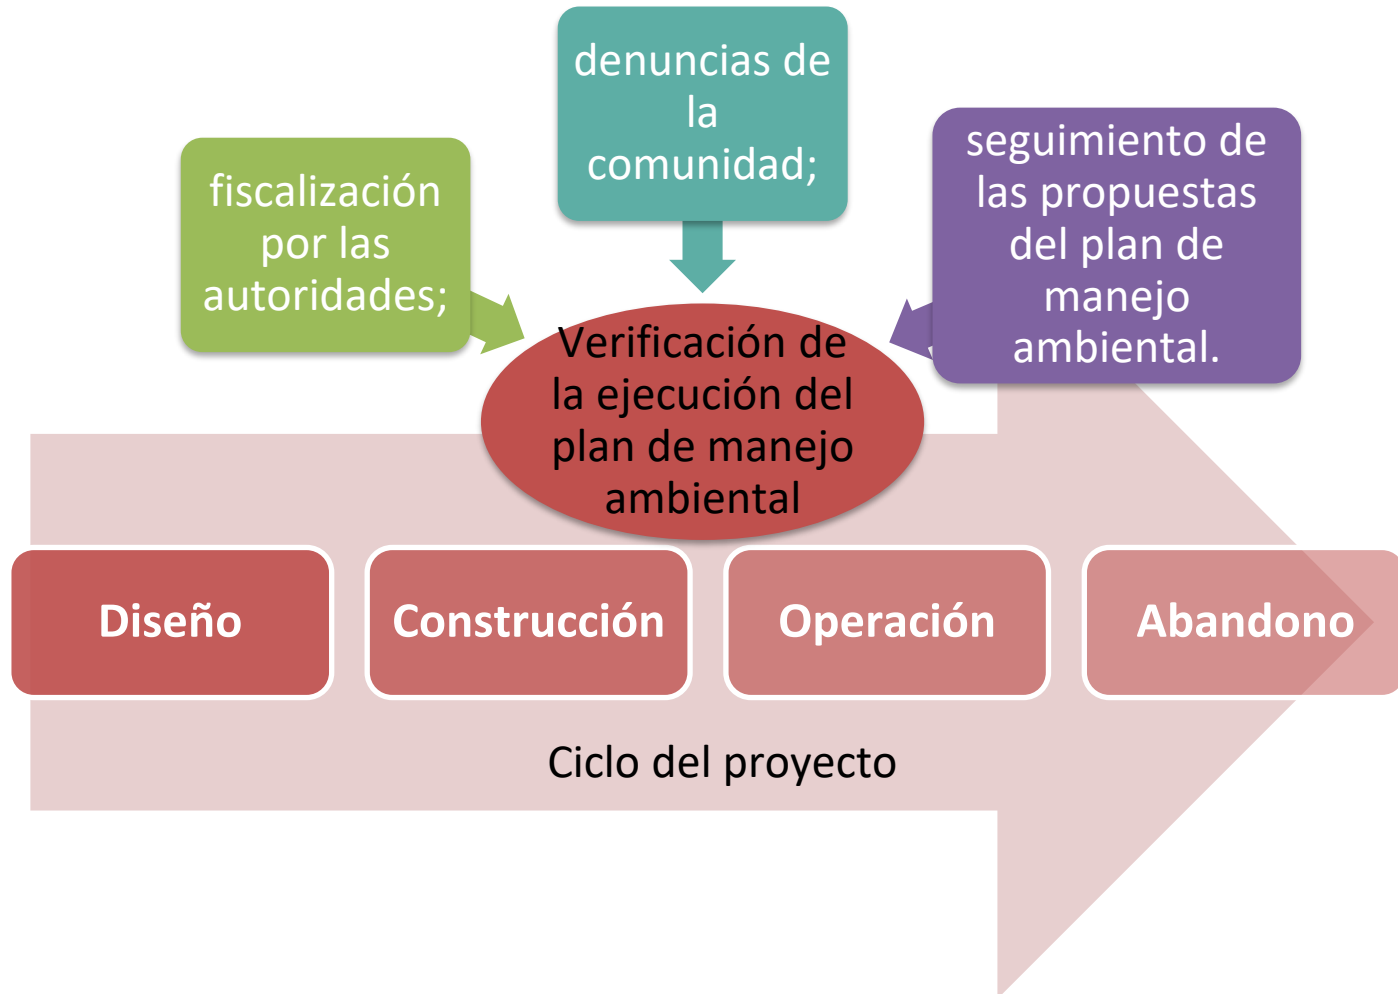 denuncias de
la
comunidad;
fiscalización
por las
autoridades;
seguimiento de
las propuestas
del plan de
manejo
ambiental.
Verificación de
la ejecución del
plan de manejo
ambiental
Diseño
Construcción
Operación
Abandono
Ciclo del proyecto